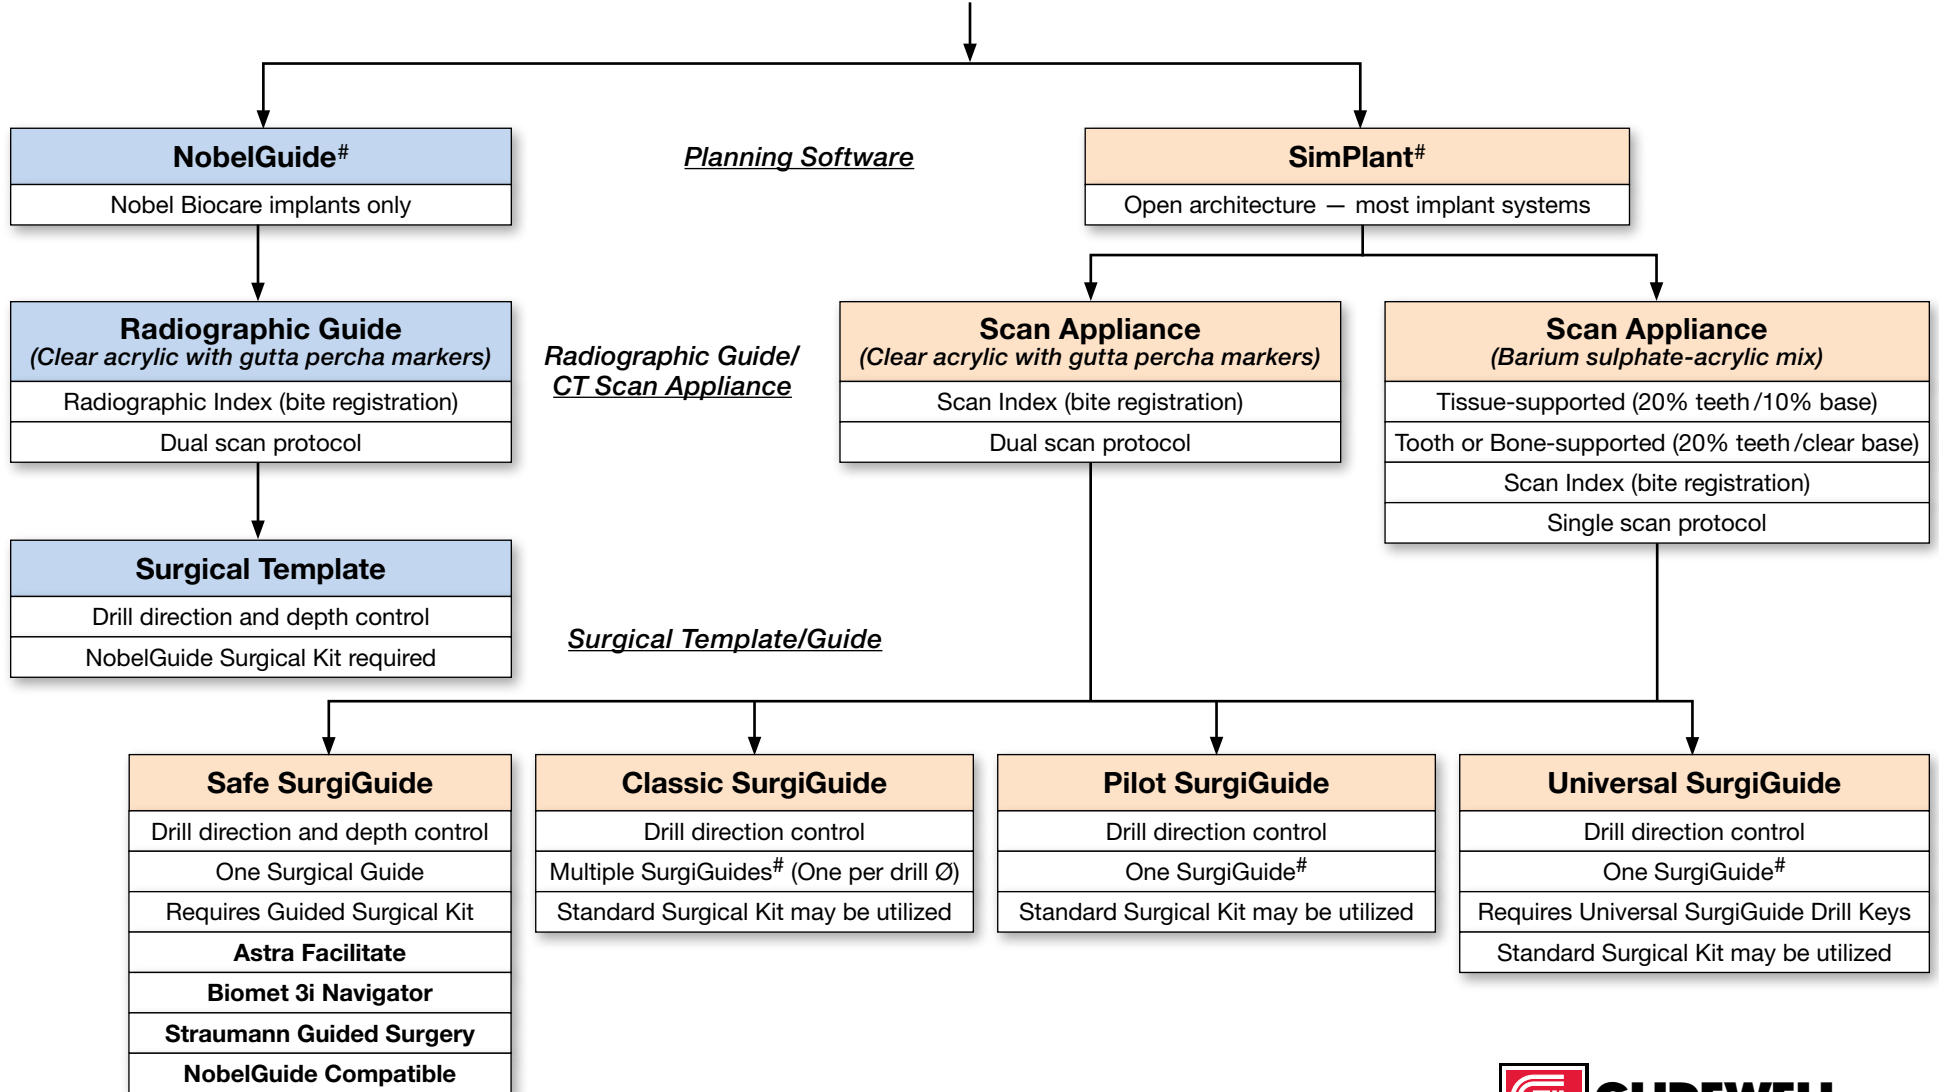 NobelGuide#
Nobel Biocare implants only
Planning Software
SimPlant#
Open architecture — most implant systems
Radiographic Guide
(Clear acrylic with gutta percha markers)
Radiographic Index (bite registration)
Dual scan protocol
Radiographic Guide/
CT Scan Appliance
Scan Appliance
(Clear acrylic with gutta percha markers)
Scan Index (bite registration)
Dual scan protocol
Scan Appliance
(Barium sulphate-acrylic mix)
Tissue-supported (20% teeth/10% base)
Tooth or Bone-supported (20% teeth/clear base)
Scan Index (bite registration)
Single scan protocol
Surgical Template
Drill direction and depth control
NobelGuide Surgical Kit required
Surgical Template/Guide
Safe SurgiGuide
Drill direction and depth control
One Surgical Guide
Requires Guided Surgical Kit
Astra Facilitate
Biomet 3i Navigator
Straumann Guided Surgery
NobelGuide Compatible
Classic SurgiGuide
Drill direction control
Multiple SurgiGuides# (One per drill Ø)
Standard Surgical Kit may be utilized
Pilot SurgiGuide
Drill direction control
One SurgiGuide#
Standard Surgical Kit may be utilized
Universal SurgiGuide
Drill direction control
One SurgiGuide#
Requires Universal SurgiGuide Drill Keys
Standard Surgical Kit may be utilized